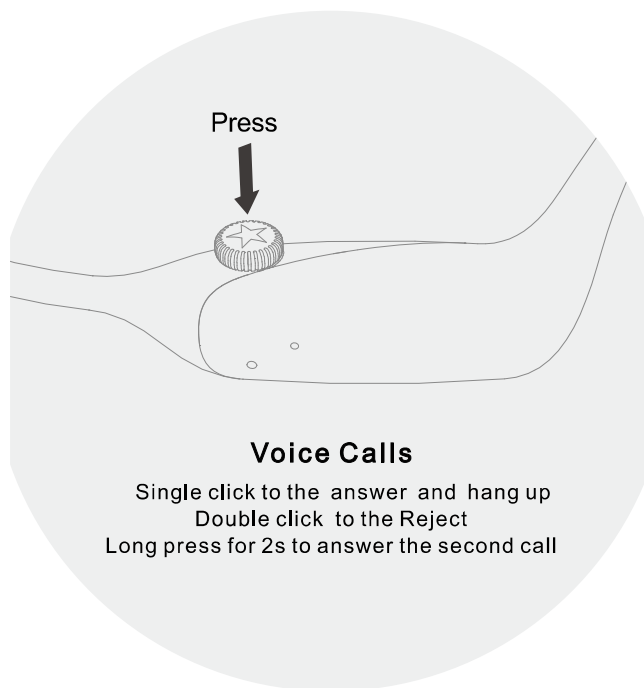 Press
Voice Calls
Single click to the answer and hang up
Double click to the Reject
Long press for 2s to answer the second call